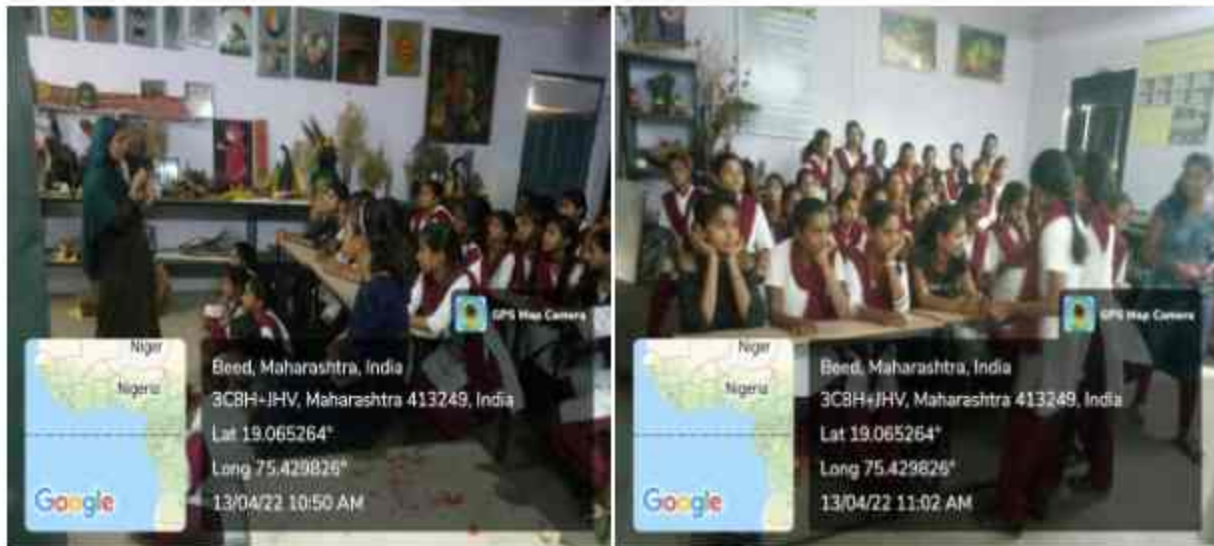 GPS Map Camera
Niger
Nigeria
Google
Beed, Maharashtra, India
3C8H+JHV, Maharashtra 413249, India
Lat 19.065264°
Long 75.429826°
13/04/22 10:50 AM
GPS Map Camera
Niger
Nigeria
Google
Beed, Maharashtra, India
3C8H+JHV, Maharashtra 413249, India
Lat 19.065264°
Long 75.429826°
13/04/22 11:02 AM